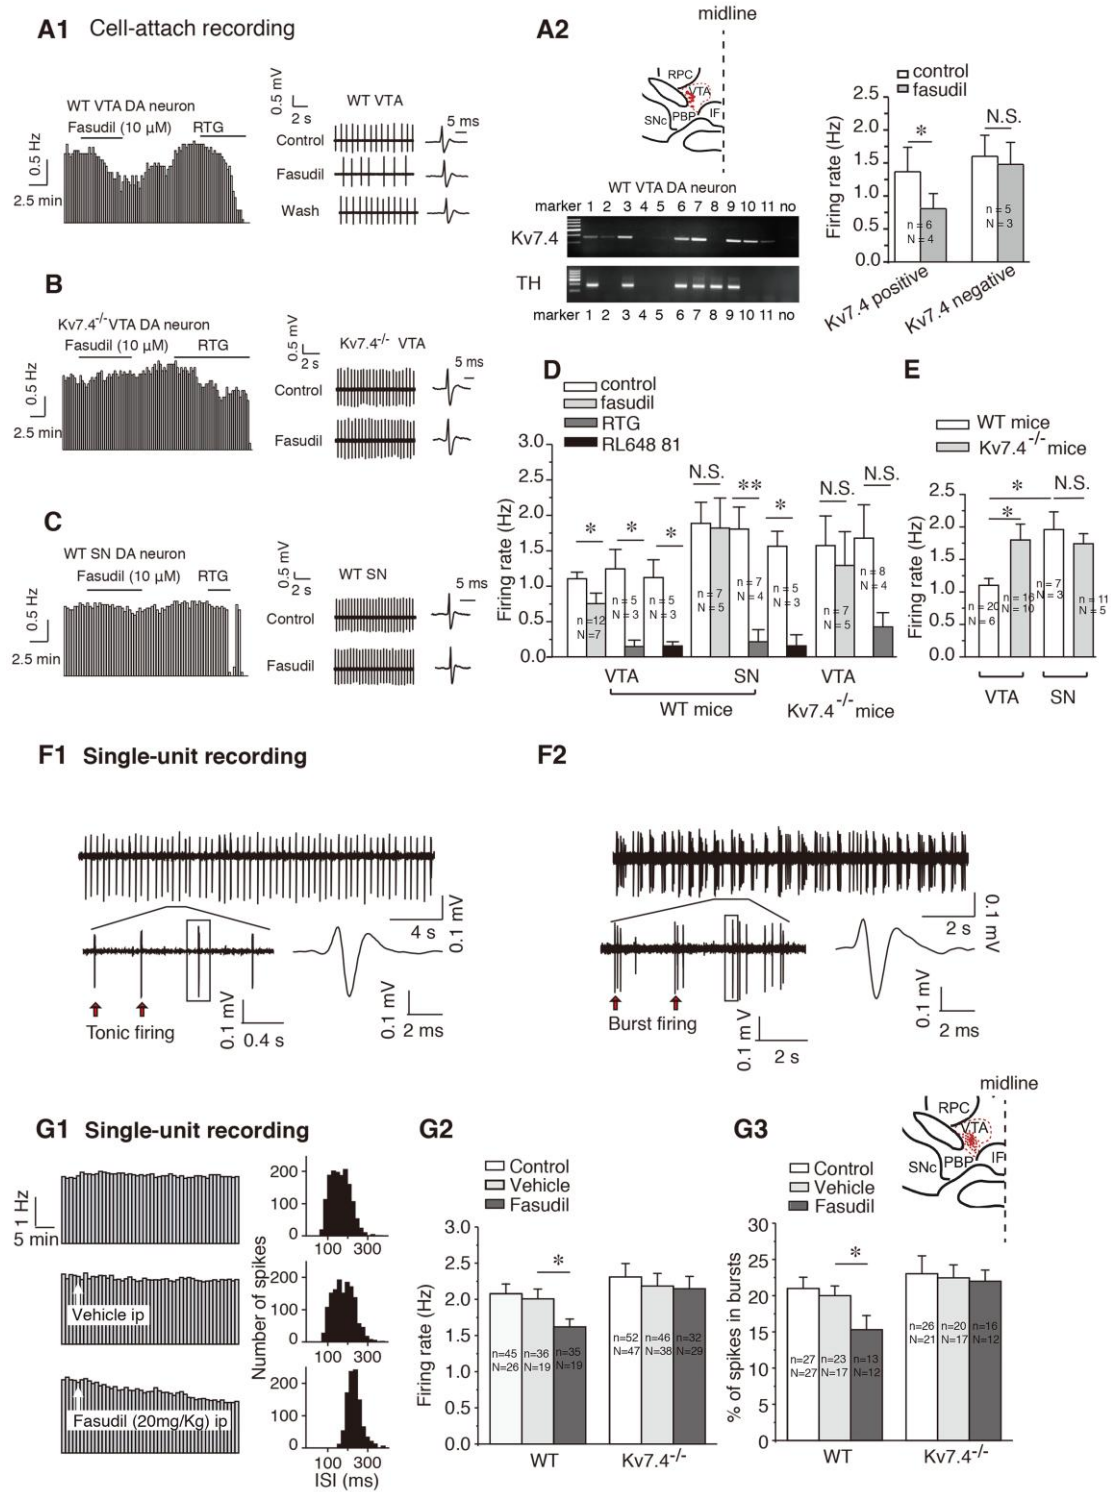 A1 Cell-attach recording
WT VTA DA neuron
Fasudil (10 μM) RTG
0.5 Hz
2.5 min
0.5 mV
2 s
WT VTA
5 ms
Control
Fasudil
Wash
A2
midline
RPC
VTA
SNc PBP IF
WT VTA DA neuron
marker 1 2 3 4 5 6 7 8 9 10 11 no
Kv7.4
TH
marker 1 2 3 4 5 6 7 8 9 10 11 no
control
fasudil
Firing rate (Hz)
2.5
2.0
1.5
1.0
0.5
0.0
*
N.S.
n = 6
N = 4
n = 5
N = 3
Kv7.4 positive
Kv7.4 negative
B
Kv7.4-/- VTA DA neuron
Fasudil (10 μM) RTG
0.5 Hz
2.5 min
0.5 mV
2 s
Kv7.4-/- VTA
5 ms
Control
Fasudil
C
WT SN DA neuron
Fasudil (10 μM) RTG
0.5 Hz
2.5 min
0.5 mV
2 s
WT SN
5 ms
Control
Fasudil
D
control
fasudil
RTG
RL648 81
Firing rate (Hz)
3.0
2.5
2.0
1.5
1.0
0.5
0.0
* * * N.S. ** * N.S. N.S.
n =12
N =7
n = 5
N = 3
n = 5
N = 3
n = 7
N = 5
n = 7
N = 4
n = 5
N = 3
n = 7
N = 5
n = 8
N = 4
VTA SN VTA
WT mice Kv7.4-/- mice
E
WT mice
Kv7.4-/- mice
Firing rate (Hz)
2.5
2.0
1.5
1.0
0.5
0.0
* * N.S.
n = 20
N = 6
n = 16
N = 10
n = 7
N = 3
n = 11
N = 5
VTA SN
F1 Single-unit recording
4 s
0.1 mV
Tonic firing
0.1 mV
0.4 s
0.1 mV
2 ms
F2
2 s
0.1 mV
Burst firing
0.1 mV
2 s
0.1 mV
2 ms
G1 Single-unit recording
1 Hz
5 min
Vehicle ip
Fasudil (20mg/Kg) ip
Number of spikes
200
100
0
100 300
200
100
0
100 300
200
100
0
100 300
ISI (ms)
G2
Control
Vehicle
Fasudil
Firing rate (Hz)
3.0
2.5
2.0
1.5
1.0
0.5
0.0
*
n=45
N=26
n=36
N=19
n=35
N=19
n=52
N=47
n=46
N=38
n=32
N=29
WT Kv7.4-/-
G3
midline
RPC
VTA
SNc PBP IF
Control
Vehicle
Fasudil
% of spikes in bursts
30
25
20
15
10
5
0
*
n=27
N=27
n=23
N=17
n=13
N=12
n=26
N=21
n=20
N=17
n=16
N=12
WT Kv7.4-/-